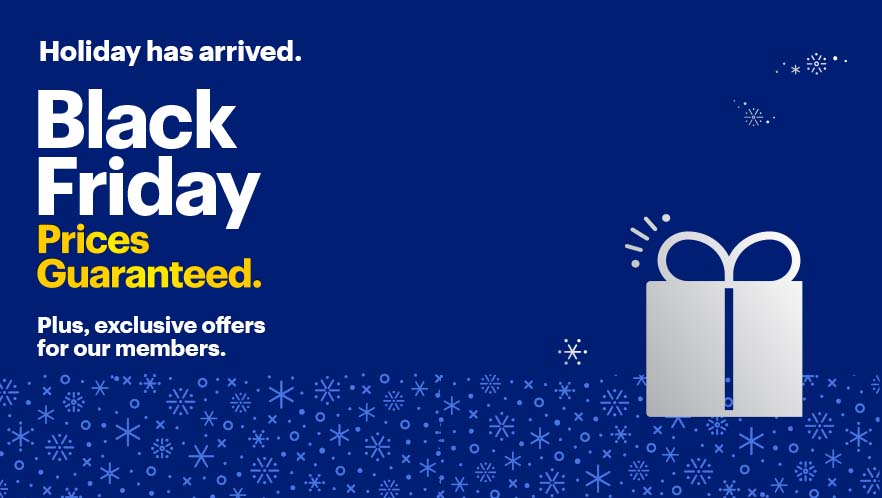 Holiday has arrived.
Black
Friday
Prices
Guaranteed.
Plus, exclusive offers
for our members.